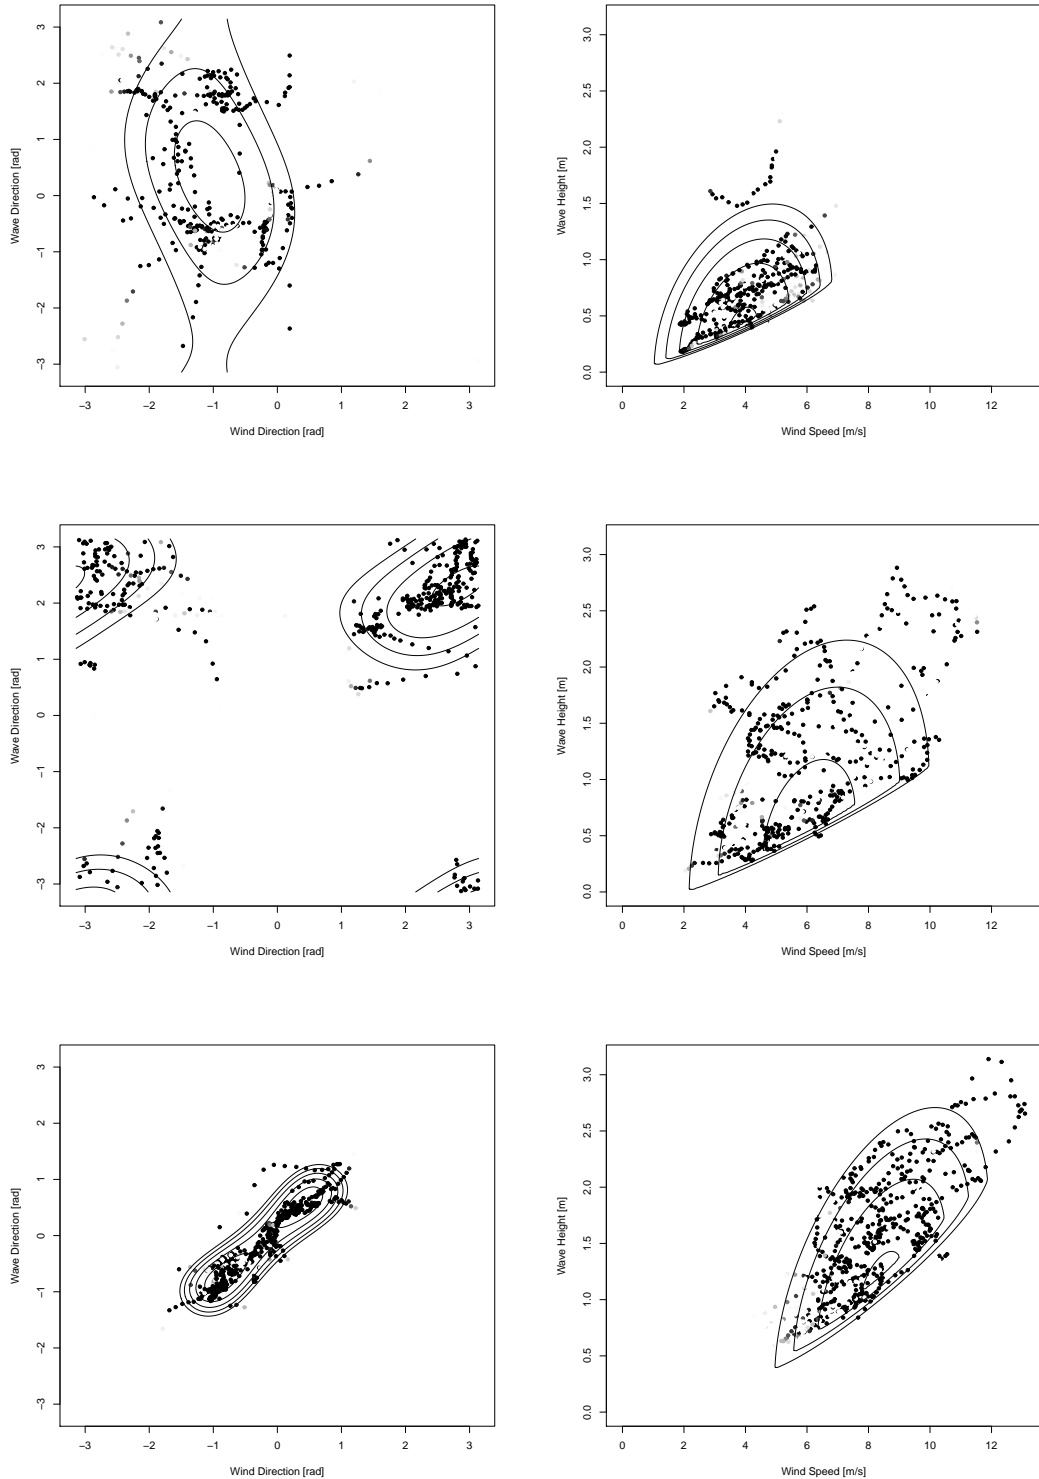 3
2
1
0
−1
−2
−3
Wave Direction [rad]
−3 −2 −1 0 1 2 3
Wind Direction [rad]
3.0
2.5
2.0
1.5
1.0
0.5
0.0
Wave Height [m]
0 2 4 6 8 10 12
Wind Speed [m/s]
3
2
1
0
−1
−2
−3
Wave Direction [rad]
−3 −2 −1 0 1 2 3
Wind Direction [rad]
3.0
2.5
2.0
1.5
1.0
0.5
0.0
Wave Height [m]
0 2 4 6 8 10 12
Wind Speed [m/s]
3
2
1
0
−1
−2
−3
Wave Direction [rad]
−3 −2 −1 0 1 2 3
Wind Direction [rad]
3.0
2.5
2.0
1.5
1.0
0.5
0.0
Wave Height [m]
0 2 4 6 8 10 12
Wind Speed [m/s]